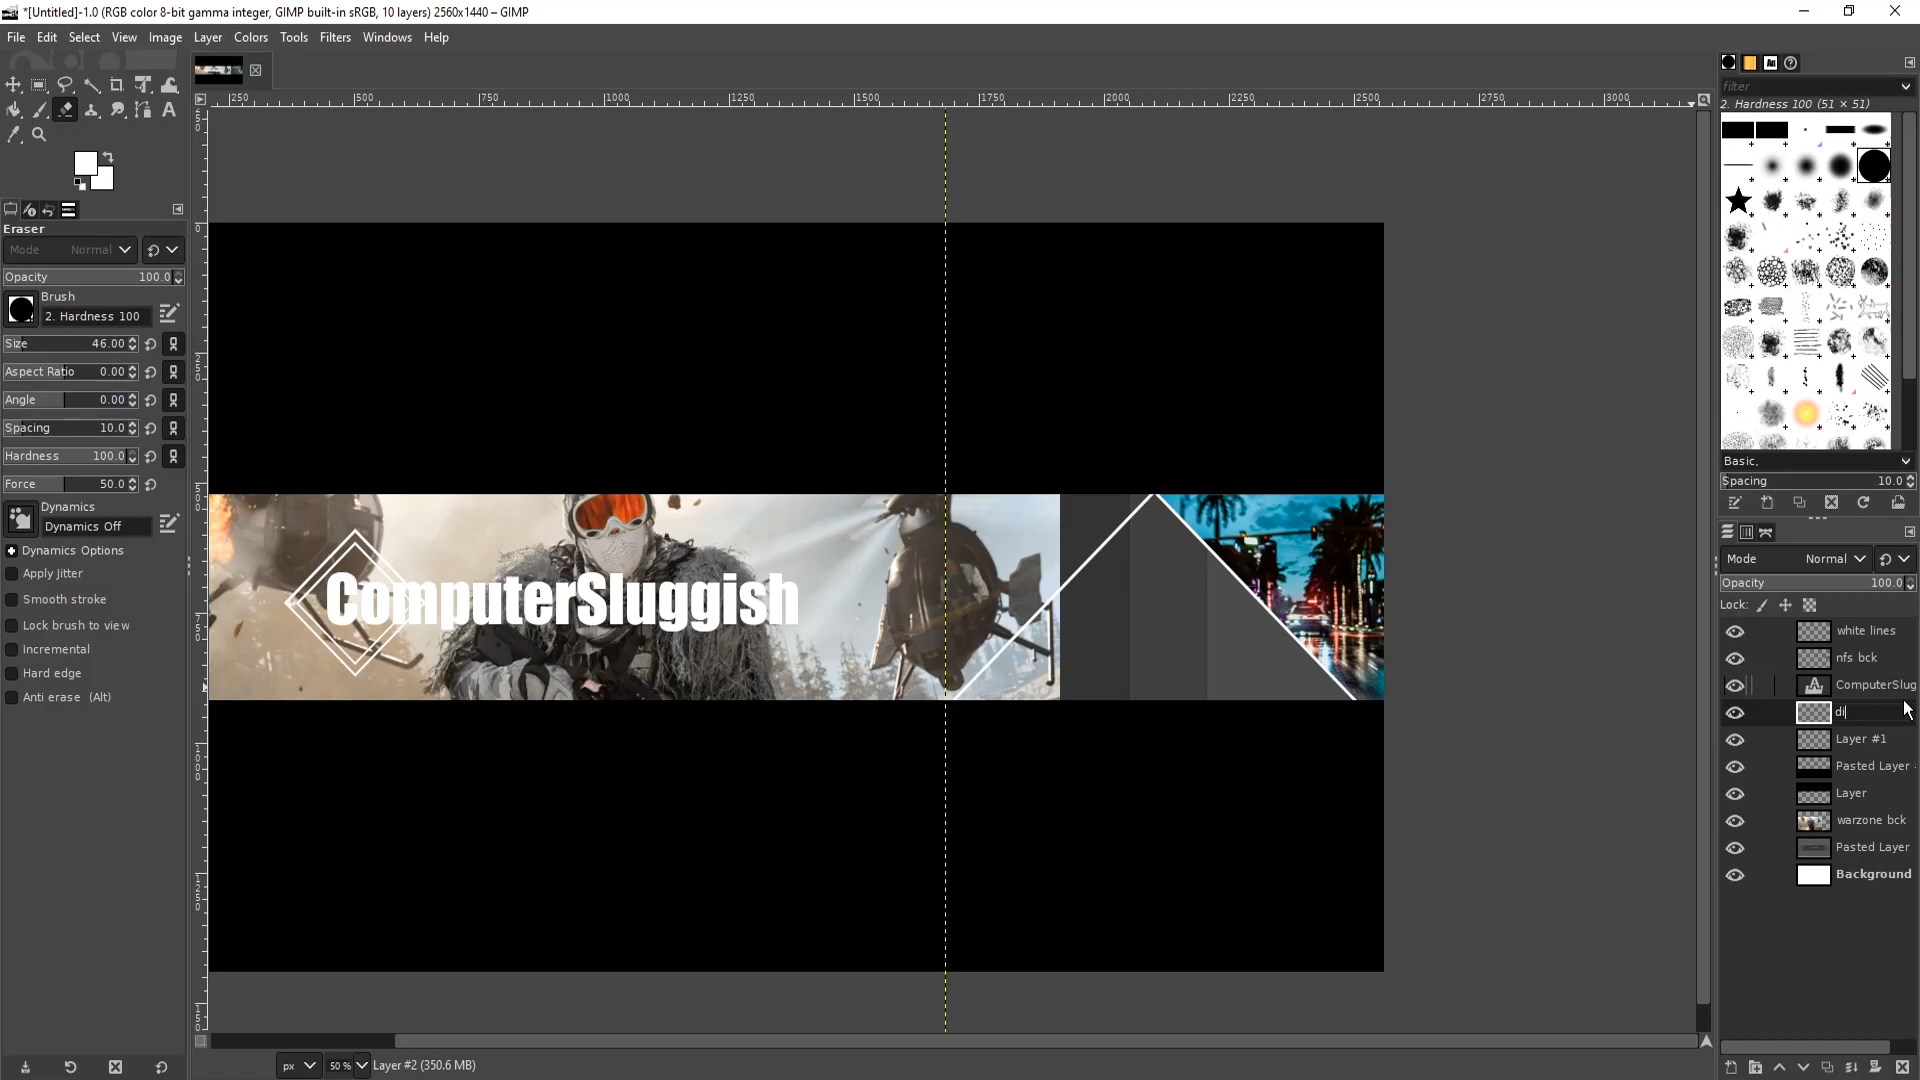 *[Untitled]-1.0 (RGB color 8-bit gamma integer, GIMP built-in sRGB, 10 layers) 2560x1440 – GIMP
File Edit Select View Image Layer Colors Tools Filters Windows Help
250 500 750 1000 1250 1500 1750 2000 2250 2500 2750 3000
filter
2. Hardness 100 (51 × 51)
Eraser
Mode Normal
Opacity 100.0
Brush
2. Hardness 100
Size 46.00
Aspect Ratio 0.00
Angle 0.00
Spacing 10.0
Hardness 100.0
Force 50.0
Dynamics
Dynamics Off
Dynamics Options
Apply Jitter
Smooth stroke
Lock brush to view
Incremental
Hard edge
Anti erase (Alt)
ComputerSluggish
Basic,
Spacing 10.0
Mode Normal
Opacity 100.0
Lock:
white lines
nfs bck
ComputerSlug
di
Layer #1
Pasted Layer
Layer
warzone bck
Pasted Layer
Background
px 50 % Layer #2 (350.6 MB)